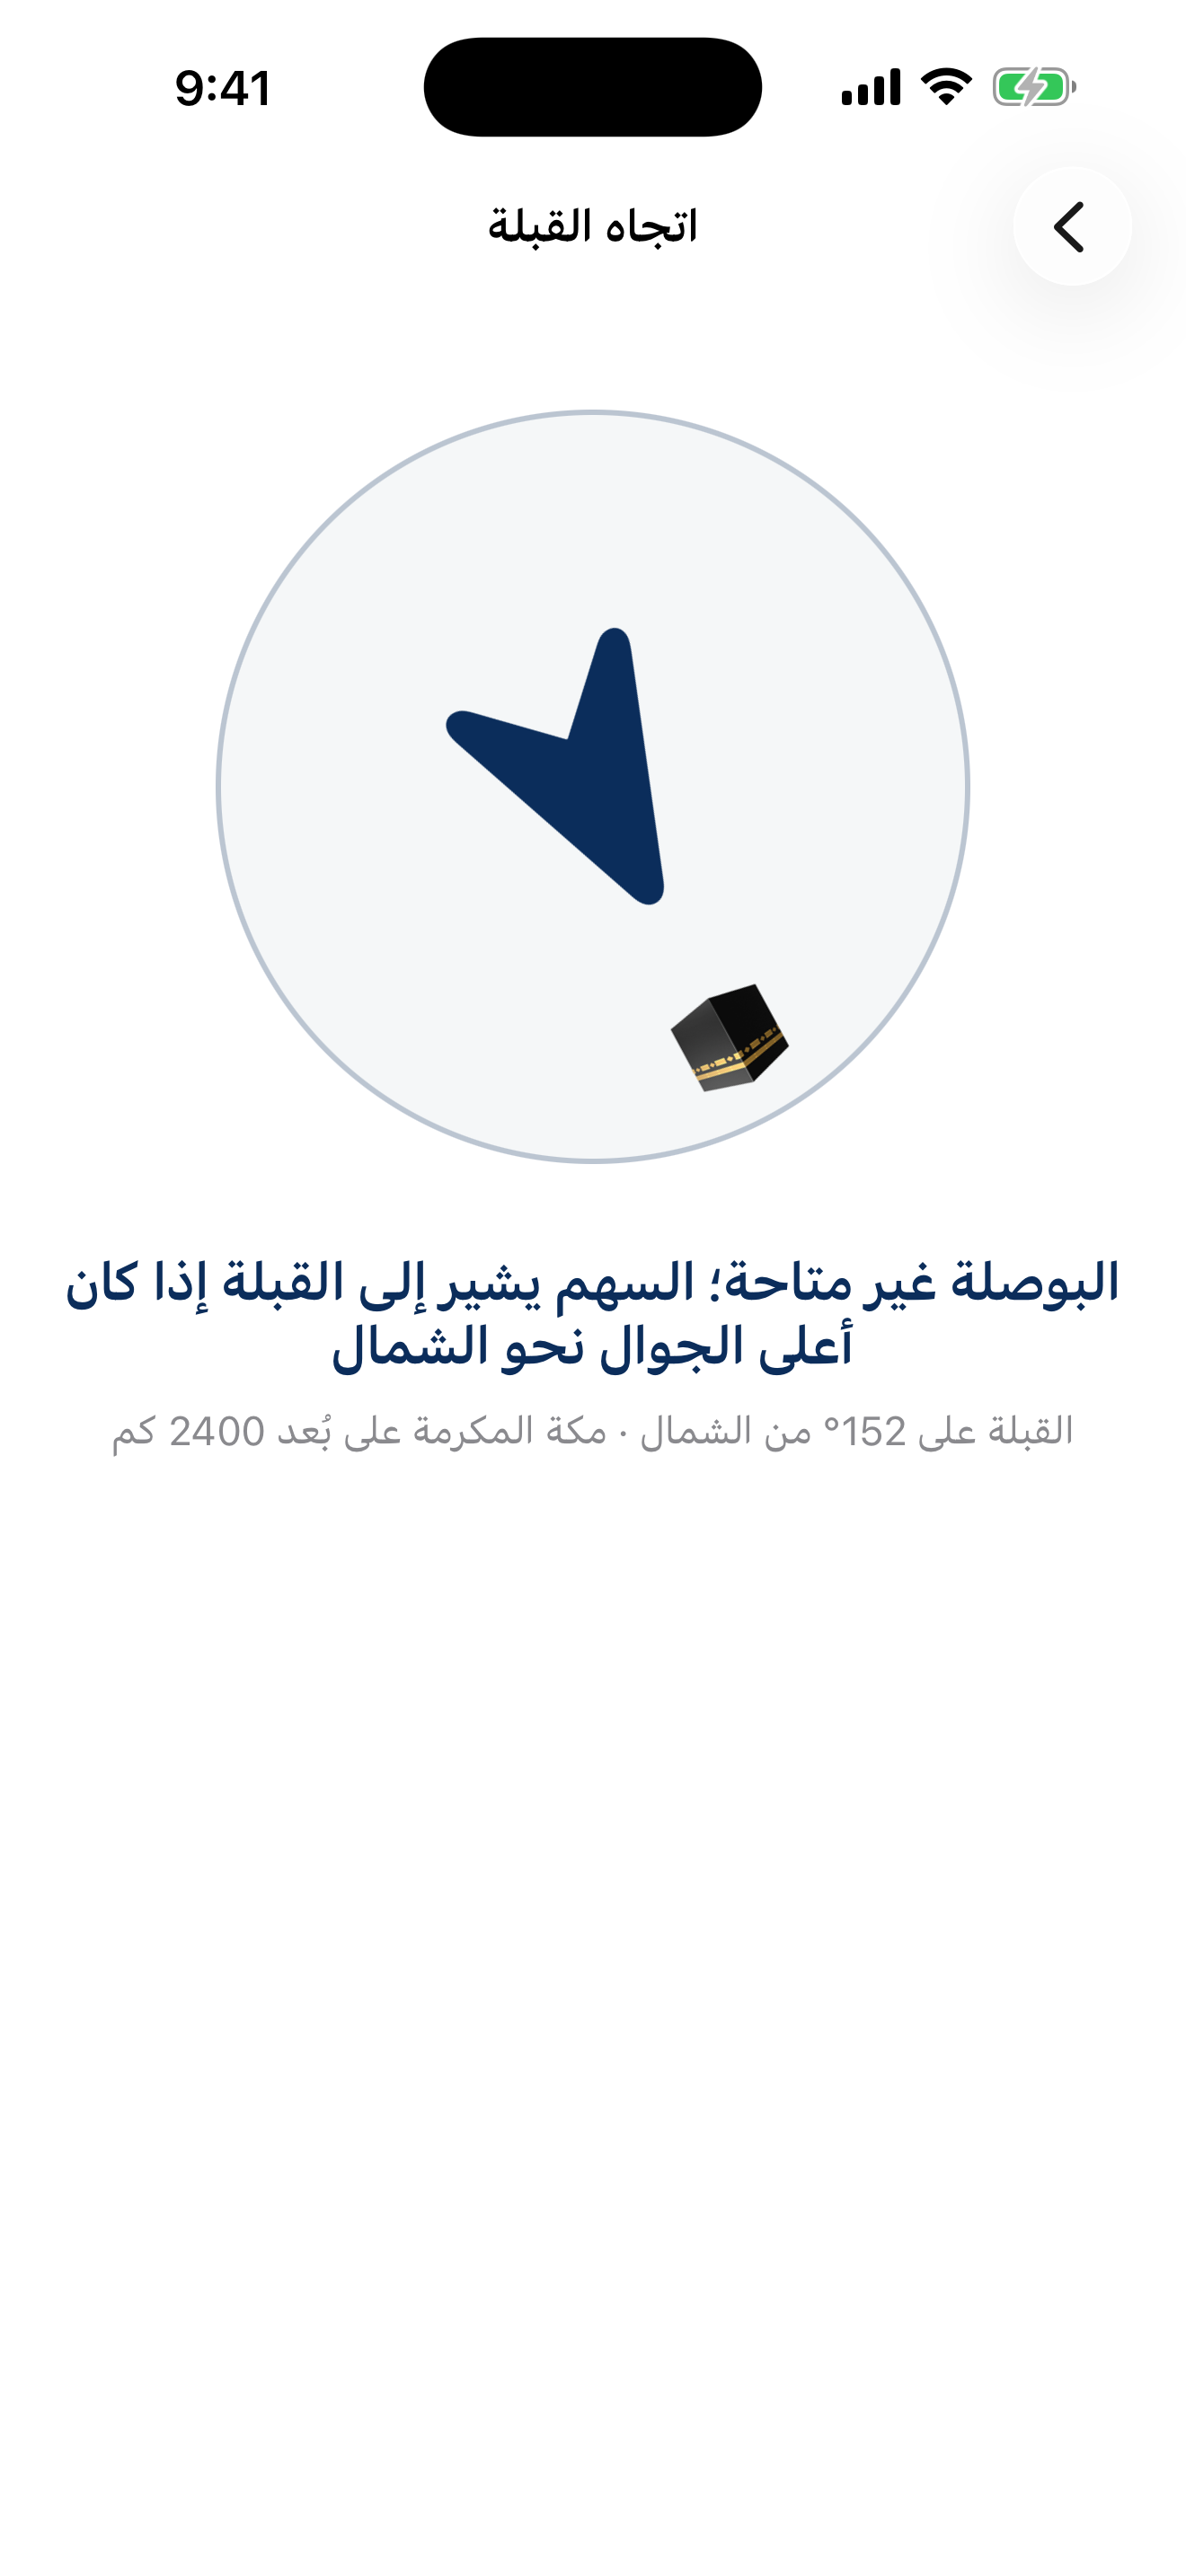 9:41
اتجاه القبلة
البوصلة غير متاحة؛ السهم يشير إلى القبلة إذا كان
أعلى الجوال نحو الشمال
القبلة على 152° من الشمال · مكة المكرمة على بُعد 2400 كم